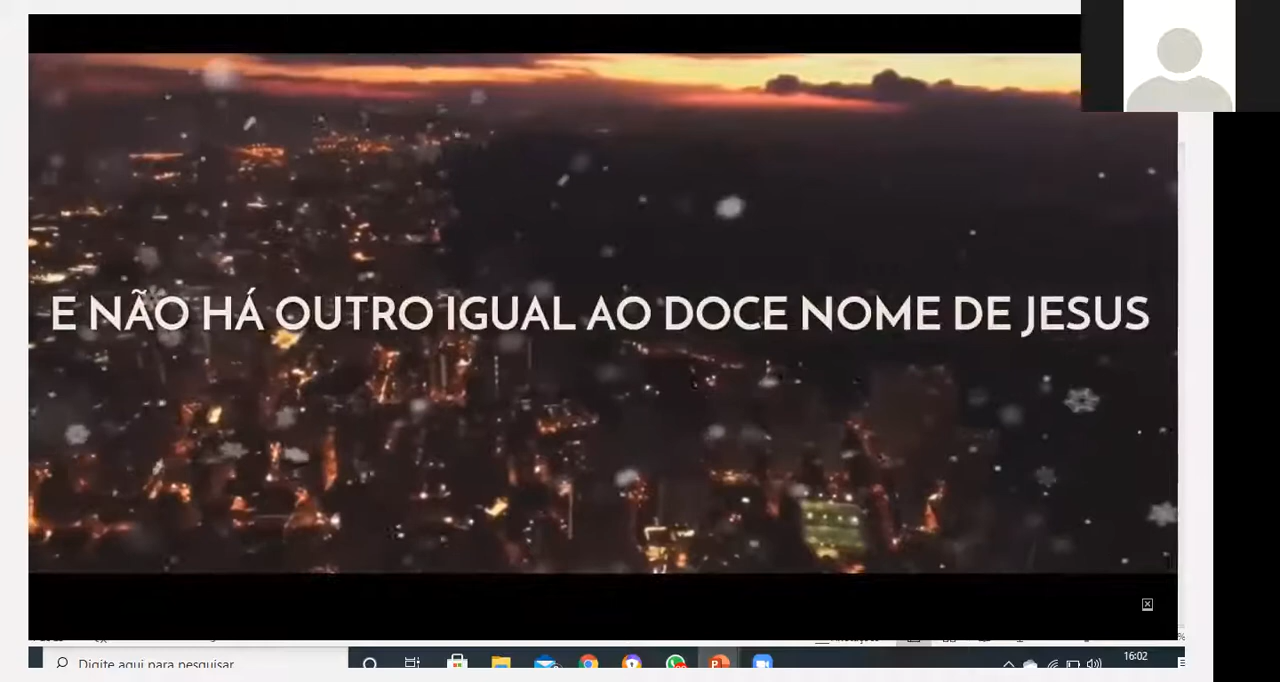 E NÃO HÁ OUTRO IGUAL AO DOCE NOME DE JESUS
Digite aqui para pesquisar
16:02